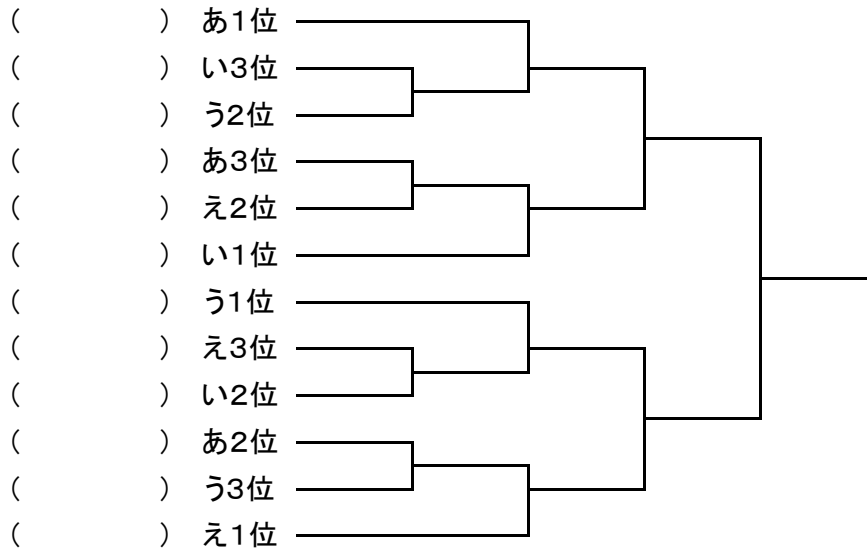 (　　　) あ1位
(　　　) い3位
(　　　) う2位
(　　　) あ3位
(　　　) え2位
(　　　) い1位
(　　　) う1位
(　　　) え3位
(　　　) い2位
(　　　) あ2位
(　　　) う3位
(　　　) え1位